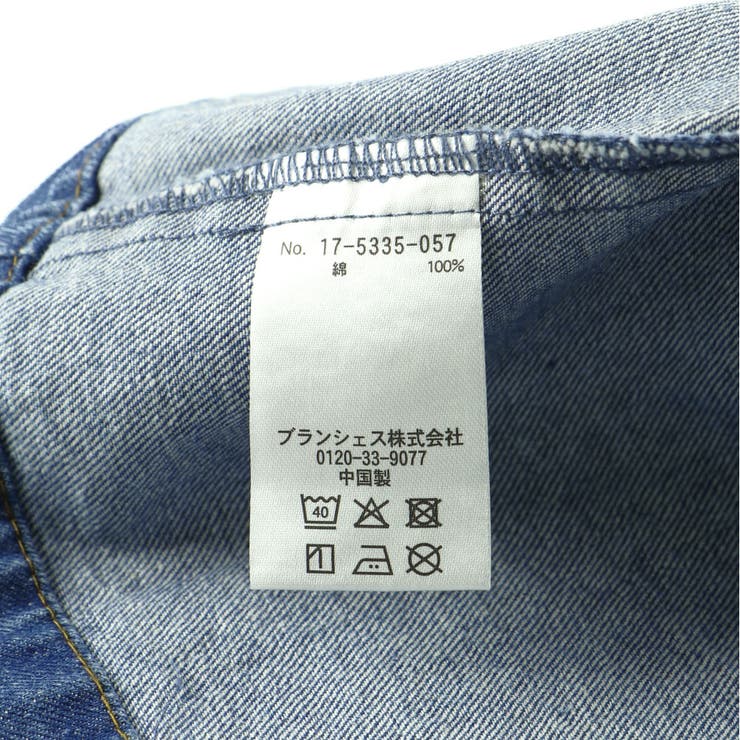 No. 17-5335-057
綿 100%
ブランシェス株式会社
0120-33-9077
中国製
40